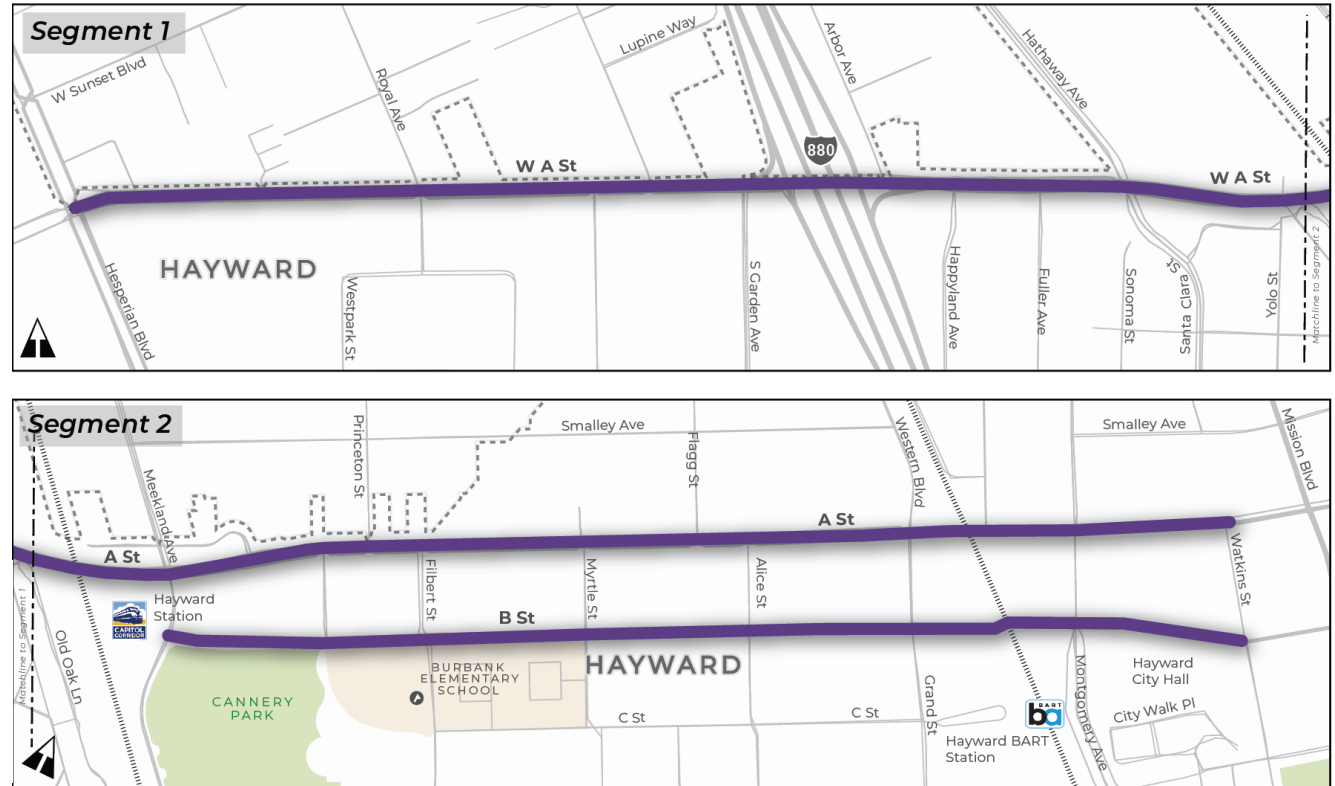 Segment 1
W Sunset Blvd
Royal Ave
Lupine Way
Arbor Ave
Hathaway Ave
880
W A St
W A St
HAYWARD
Hesperian Blvd
Westpark St
S Garden Ave
Happyland Ave
Fuller Ave
Sonoma St
Santa Clara St
Yolo St
Matchline to Segment 2
Segment 2
Meekland Ave
Princeton St
Smalley Ave
Flagg St
Western Blvd
Smalley Ave
Mission Blvd
A St
A St
Hayward
Station
CAPITOL
CORRIDOR
Filbert St
Myrtle St
Alice St
Watkins St
B St
Matchline to Segment 1
Old Oak Ln
CANNERY
PARK
BURBANK
ELEMENTARY
SCHOOL
HAYWARD
C St
C St
Grand St
BART
ba
Hayward BART
Station
Montgomery Ave
Hayward
City Hall
City Walk Pl